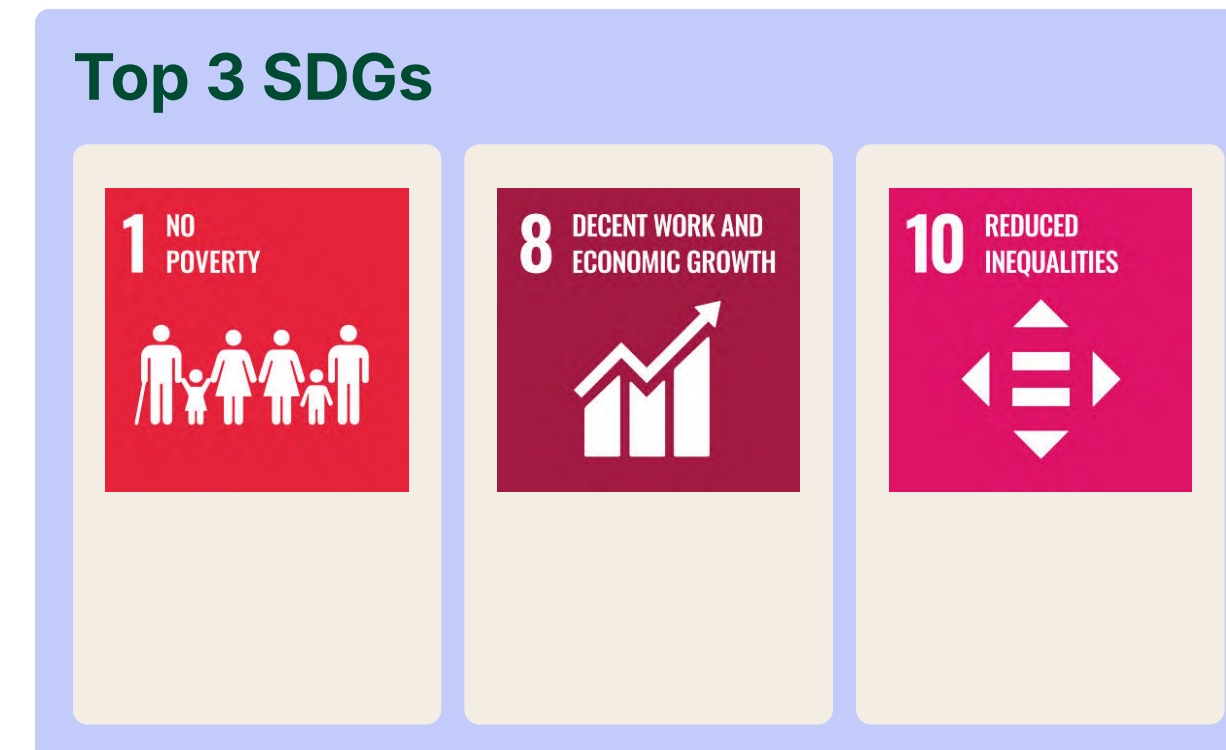 Top 3 SDGs
1 NO
POVERTY
8 DECENT WORK AND
ECONOMIC GROWTH
10 REDUCED
INEQUALITIES